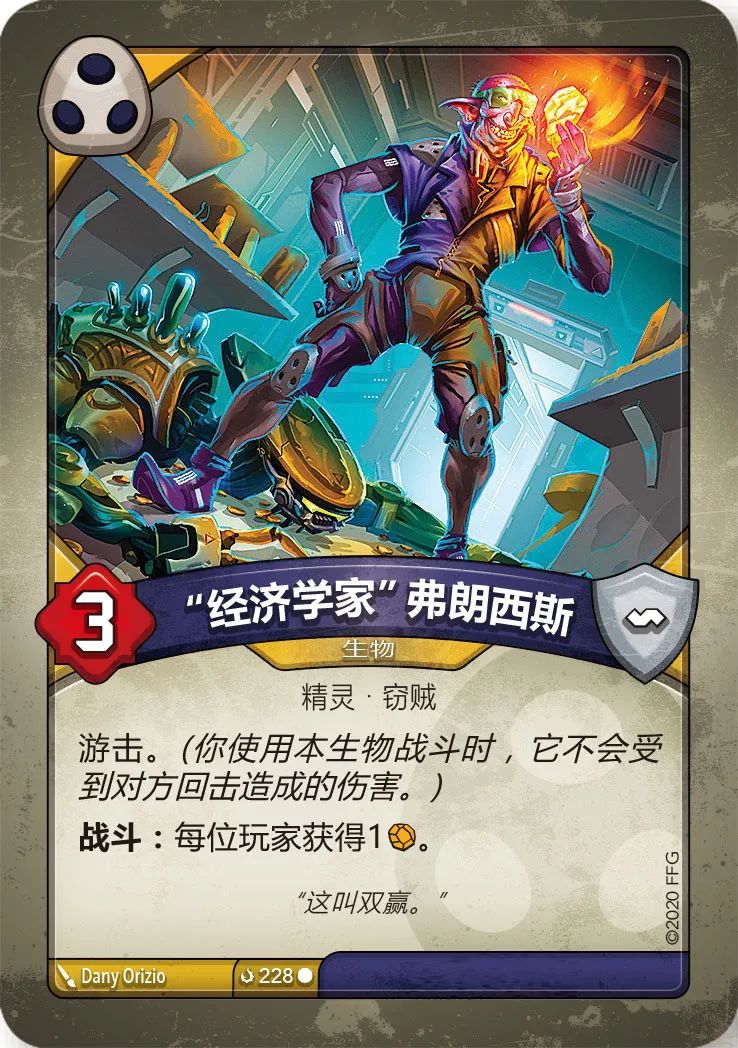 3
“经济学家”弗朗西斯
生物
精灵·窃贼
游击。(你使用本生物战斗时，它不会受
到对方回击造成的伤害。)
战斗：每位玩家获得1。
“这叫双赢。”
©2020 FFG
Dany Orizio
228